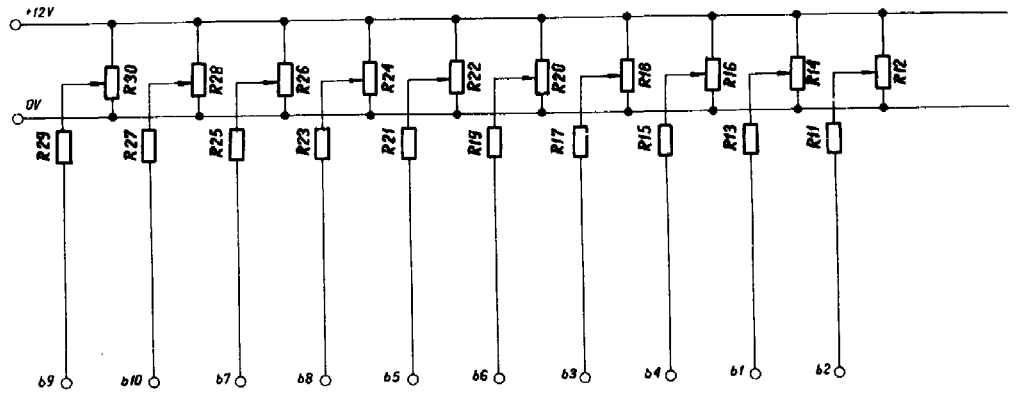 +12V
R30 R28 R26 R24 R22 R20 R18 R16 R14 R12
0V
R29 R27 R25 R23 R21 R19 R17 R15 R13 R11
b9 b10 b7 b8 b5 b6 b3 b4 b1 b2